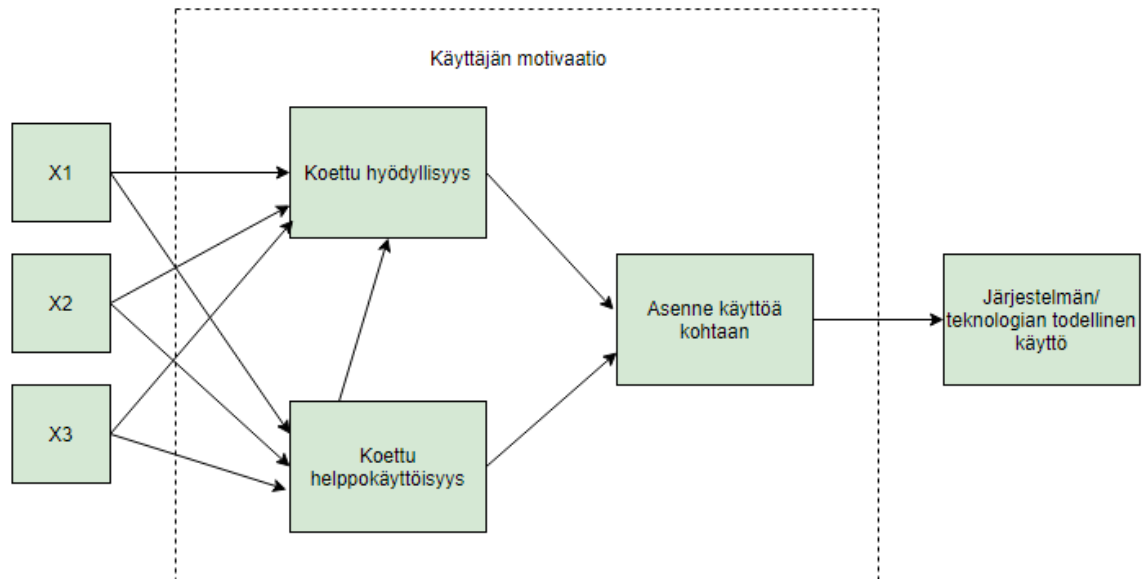 Käyttäjän motivaatio
X1
Koettu hyödyllisyys
X2
Asenne käyttöä
kohtaan
Järjestelmän/
teknologian todellinen
käyttö
X3
Koettu
helppokäyttöisyys